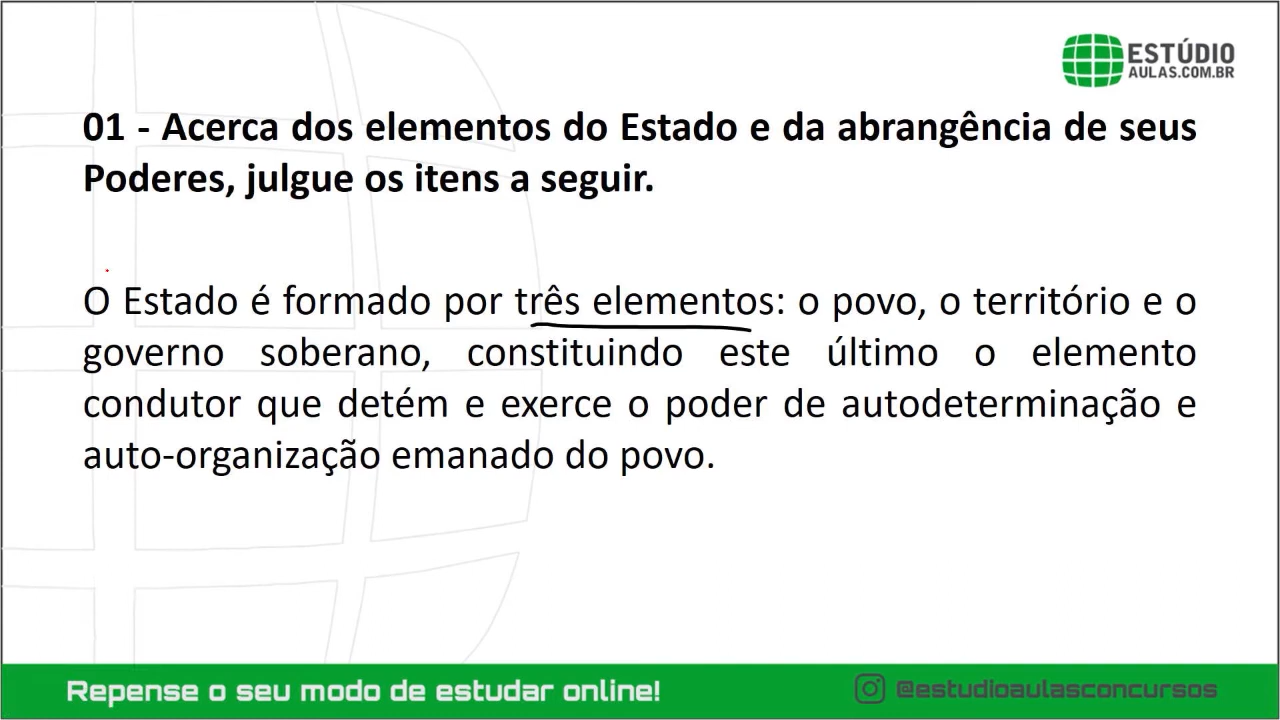 ESTÚDIO
AULAS.COM.BR
01 - Acerca dos elementos do Estado e da abrangência de seus
Poderes, julgue os itens a seguir.
O Estado é formado por três elementos: o povo, o território e o
governo soberano, constituindo este último o elemento
condutor que detém e exerce o poder de autodeterminação e
auto-organização emanado do povo.
Repense o seu modo de estudar online!
@estudioaulasconcursos